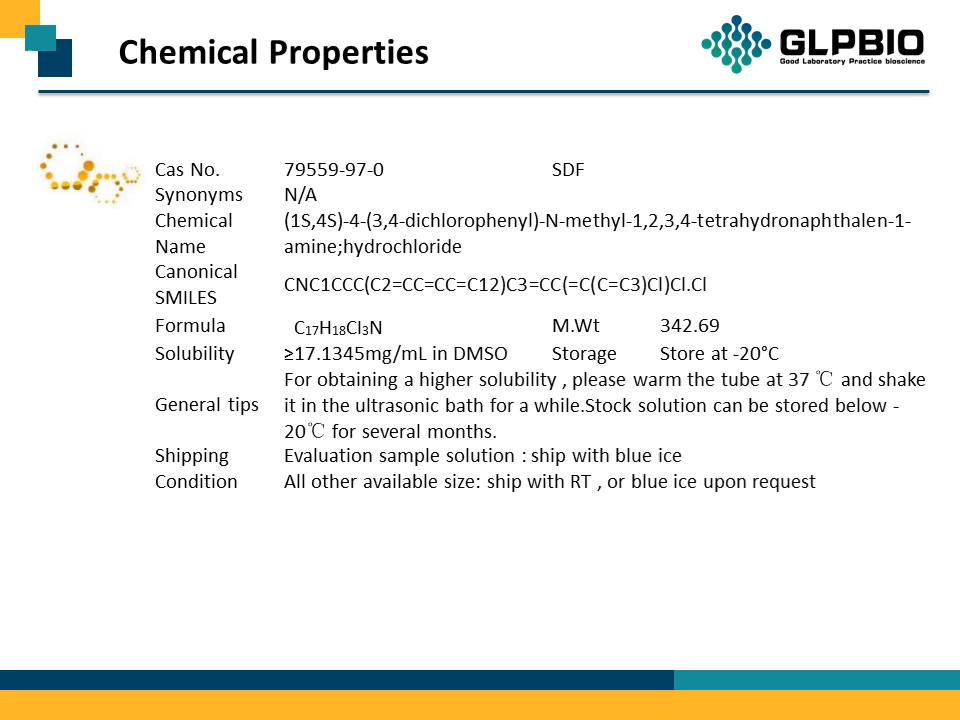 Chemical Properties
GLPBIO
Good Laboratory Practice bioscience
Cas No. 79559-97-0 SDF
Synonyms N/A
Chemical Name (1S,4S)-4-(3,4-dichlorophenyl)-N-methyl-1,2,3,4-tetrahydronaphthalen-1-
amine;hydrochloride
Canonical SMILES CNC1CCC(C2=CC=CC=C12)C3=CC(=C(C=C3)Cl)Cl.Cl
Formula C₁₇H₁₈Cl₃N M.Wt 342.69
Solubility ≥17.1345mg/mL in DMSO Storage Store at -20°C
General tips For obtaining a higher solubility , please warm the tube at 37 ℃ and shake
it in the ultrasonic bath for a while.Stock solution can be stored below -
20℃ for several months.
Shipping Condition Evaluation sample solution : ship with blue ice
All other available size: ship with RT , or blue ice upon request